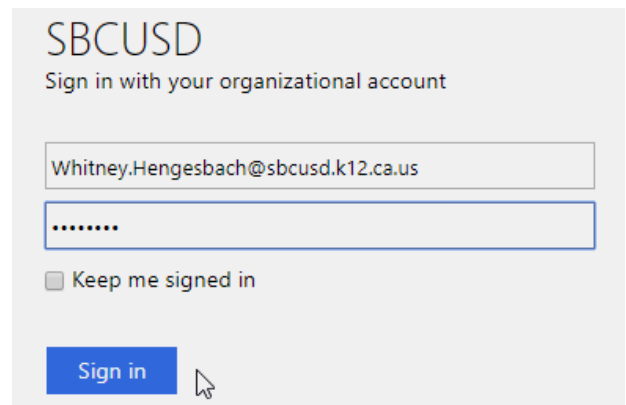 SBCUSD
Sign in with your organizational account
Whitney.Hengesbach@sbcusd.k12.ca.us
••••••••
Keep me signed in
Sign in